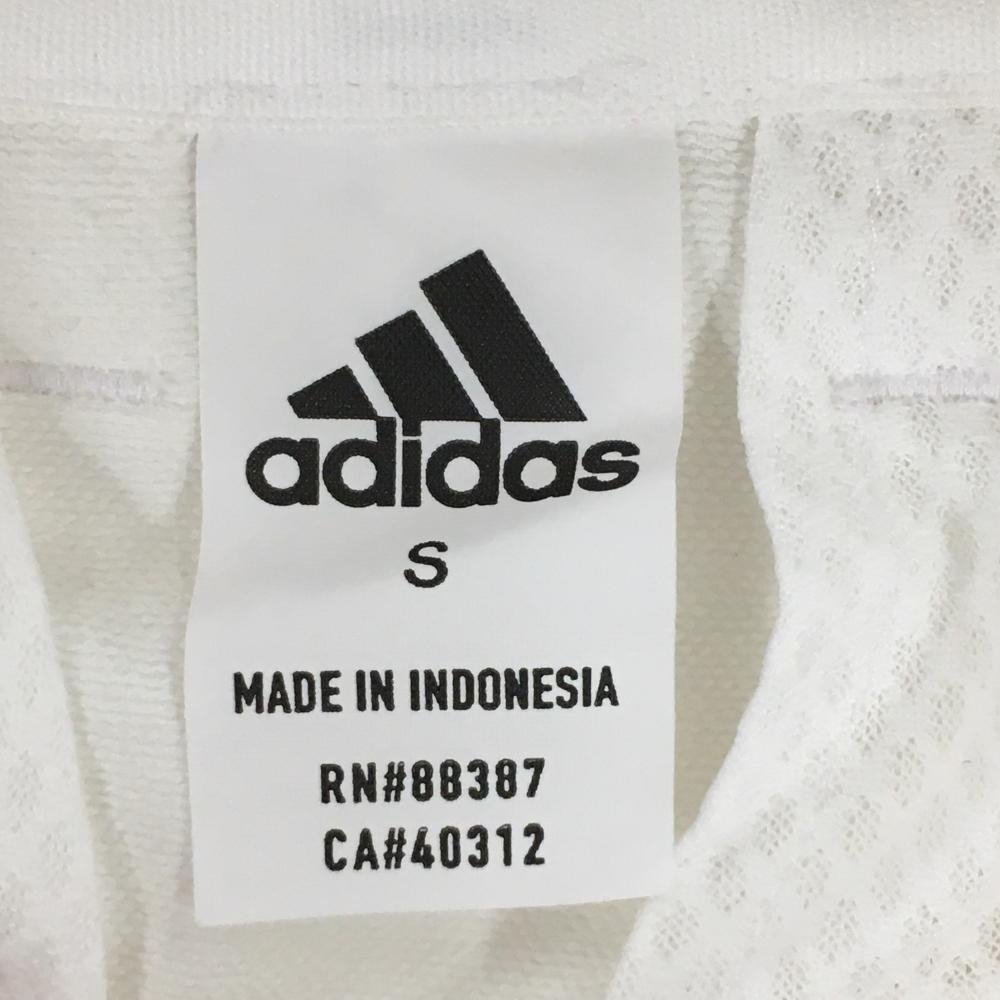 adidas
S
MADE IN INDONESIA
RN#88387
CA#40312